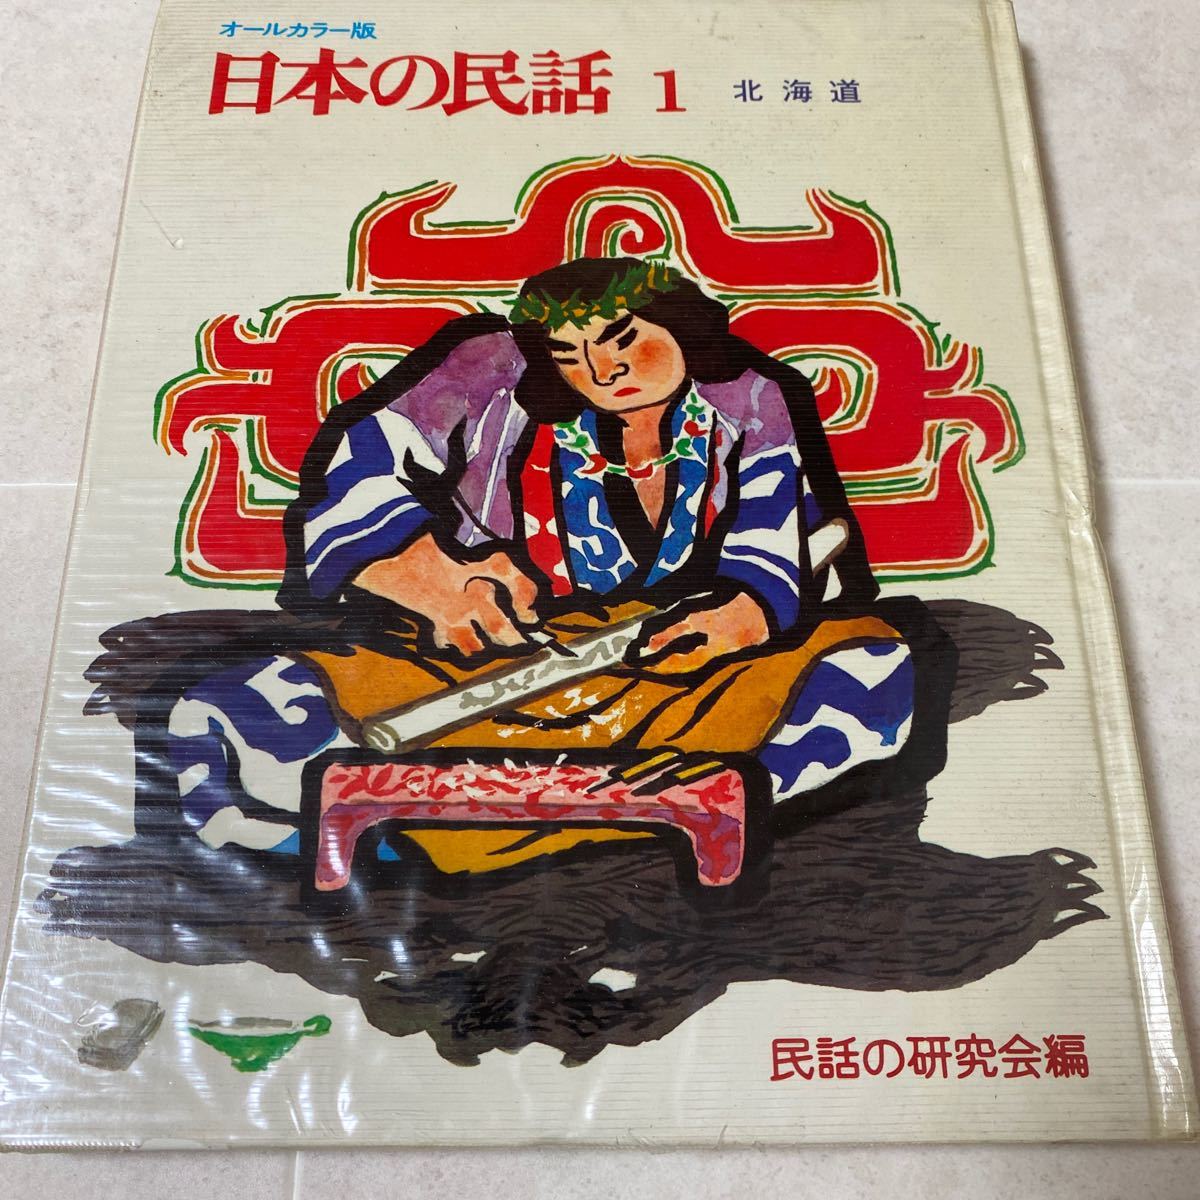 オールカラー版
日本の民話 1 北海道
民話の研究会編